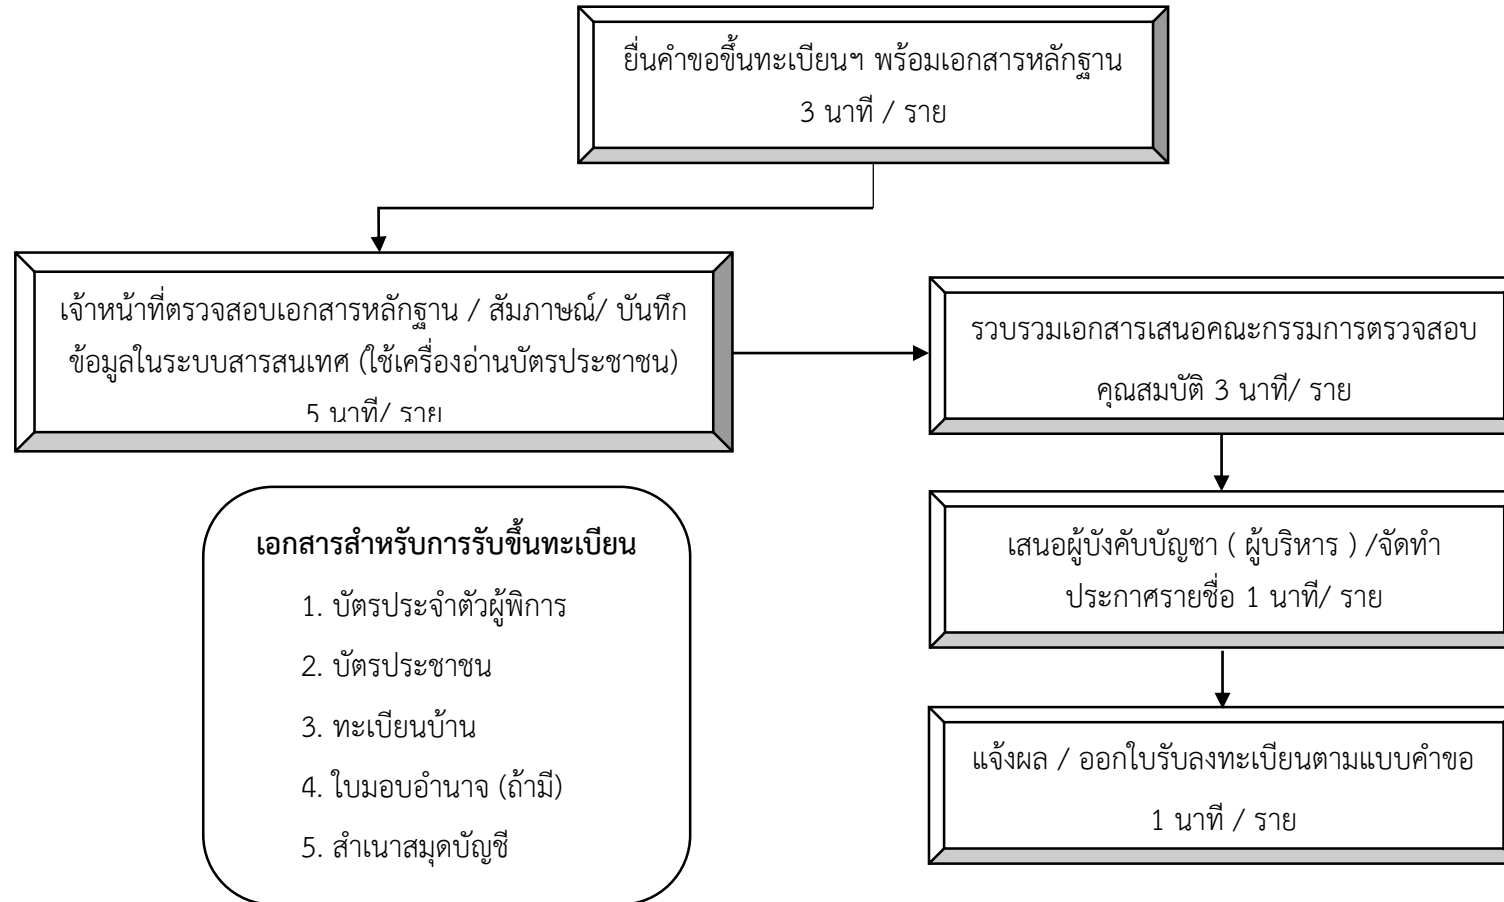 ยื่นคำขอขึ้นทะเบียนฯ พร้อมเอกสารหลักฐาน
3 นาที / ราย
เจ้าหน้าที่ตรวจสอบเอกสารหลักฐาน / สัมภาษณ์/ บันทึก
ข้อมูลในระบบสารสนเทศ (ใช้เครื่องอ่านบัตรประชาชน)
5 นาที/ ราย
รวบรวมเอกสารเสนอคณะกรรมการตรวจสอบ
คุณสมบัติ 3 นาที/ ราย
เสนอผู้บังคับบัญชา ( ผู้บริหาร ) /จัดทำ
ประกาศรายชื่อ 1 นาที/ ราย
แจ้งผล / ออกใบรับลงทะเบียนตามแบบคำขอ
1 นาที / ราย
เอกสารสำหรับการรับขึ้นทะเบียน
1. บัตรประจำตัวผู้พิการ
2. บัตรประชาชน
3. ทะเบียนบ้าน
4. ใบมอบอำนาจ (ถ้ามี)
5. สำเนาสมุดบัญชี